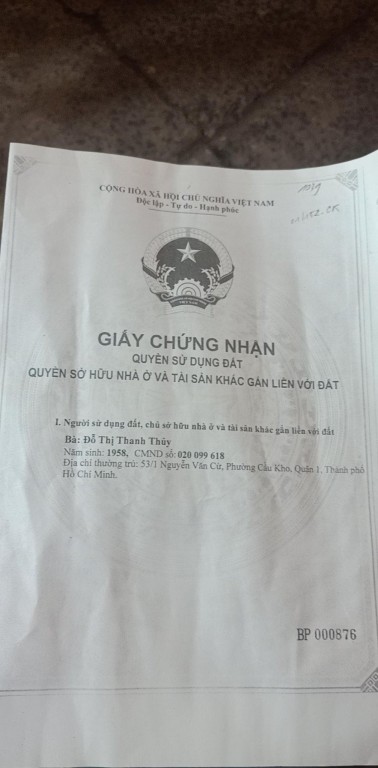 CỘNG HÒA XÃ HỘI CHỦ NGHĨA VIỆT NAM
Độc lập - Tự do - Hạnh phúc
GIẤY CHỨNG NHẬN
QUYỀN SỬ DỤNG ĐẤT
QUYỀN SỞ HỮU NHÀ Ở VÀ TÀI SẢN KHÁC GẮN LIỀN VỚI ĐẤT
I. Người sử dụng đất, chủ sở hữu nhà ở và tài sản khác gắn liền với đất
Bà: Đỗ Thị Thanh Thủy
Năm sinh: 1958, CMND số: 020 099 618
Địa chỉ thường trú: 53/1 Nguyễn Văn Cừ, Phường Cầu Kho, Quận 1, Thành phố
Hồ Chí Minh.
BP 000876